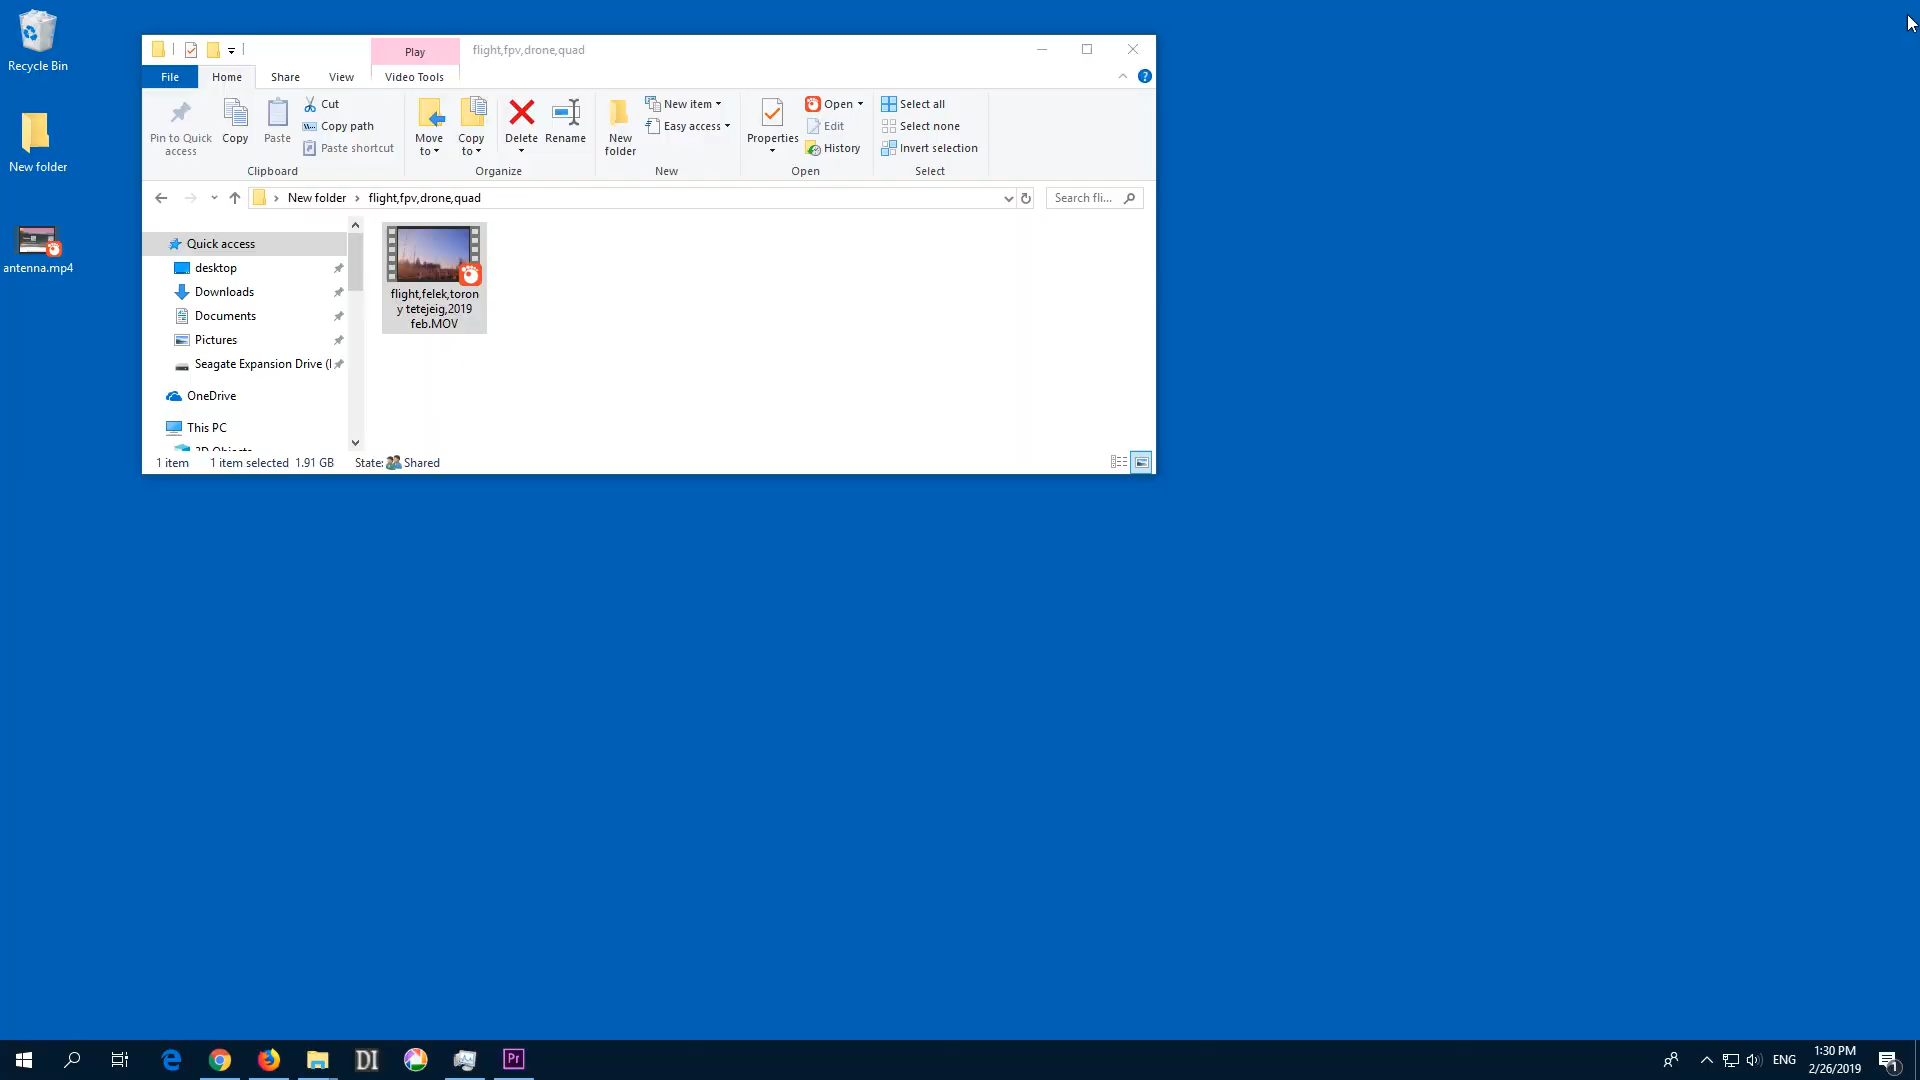 Recycle Bin
New folder
antenna.mp4
Play
flight,fpv,drone,quad
File
Home
Share
View
Video Tools
Pin to Quick
access
Copy
Paste
Cut
Copy path
Paste shortcut
Clipboard
Move
to
Copy
to
Delete
Rename
Organize
New
folder
New item
Easy access
New
Properties
Open
Edit
History
Open
Select all
Select none
Invert selection
Select
New folder
flight,fpv,drone,quad
Search fli...
Quick access
desktop
Downloads
Documents
Pictures
Seagate Expansion Drive (
OneDrive
This PC
3D Objects
flight,felek,toron
y tetejeig,2019
feb.MOV
1 item
1 item selected 1.91 GB
State: Shared
DI
Pr
ENG
1:30 PM
2/26/2019
1